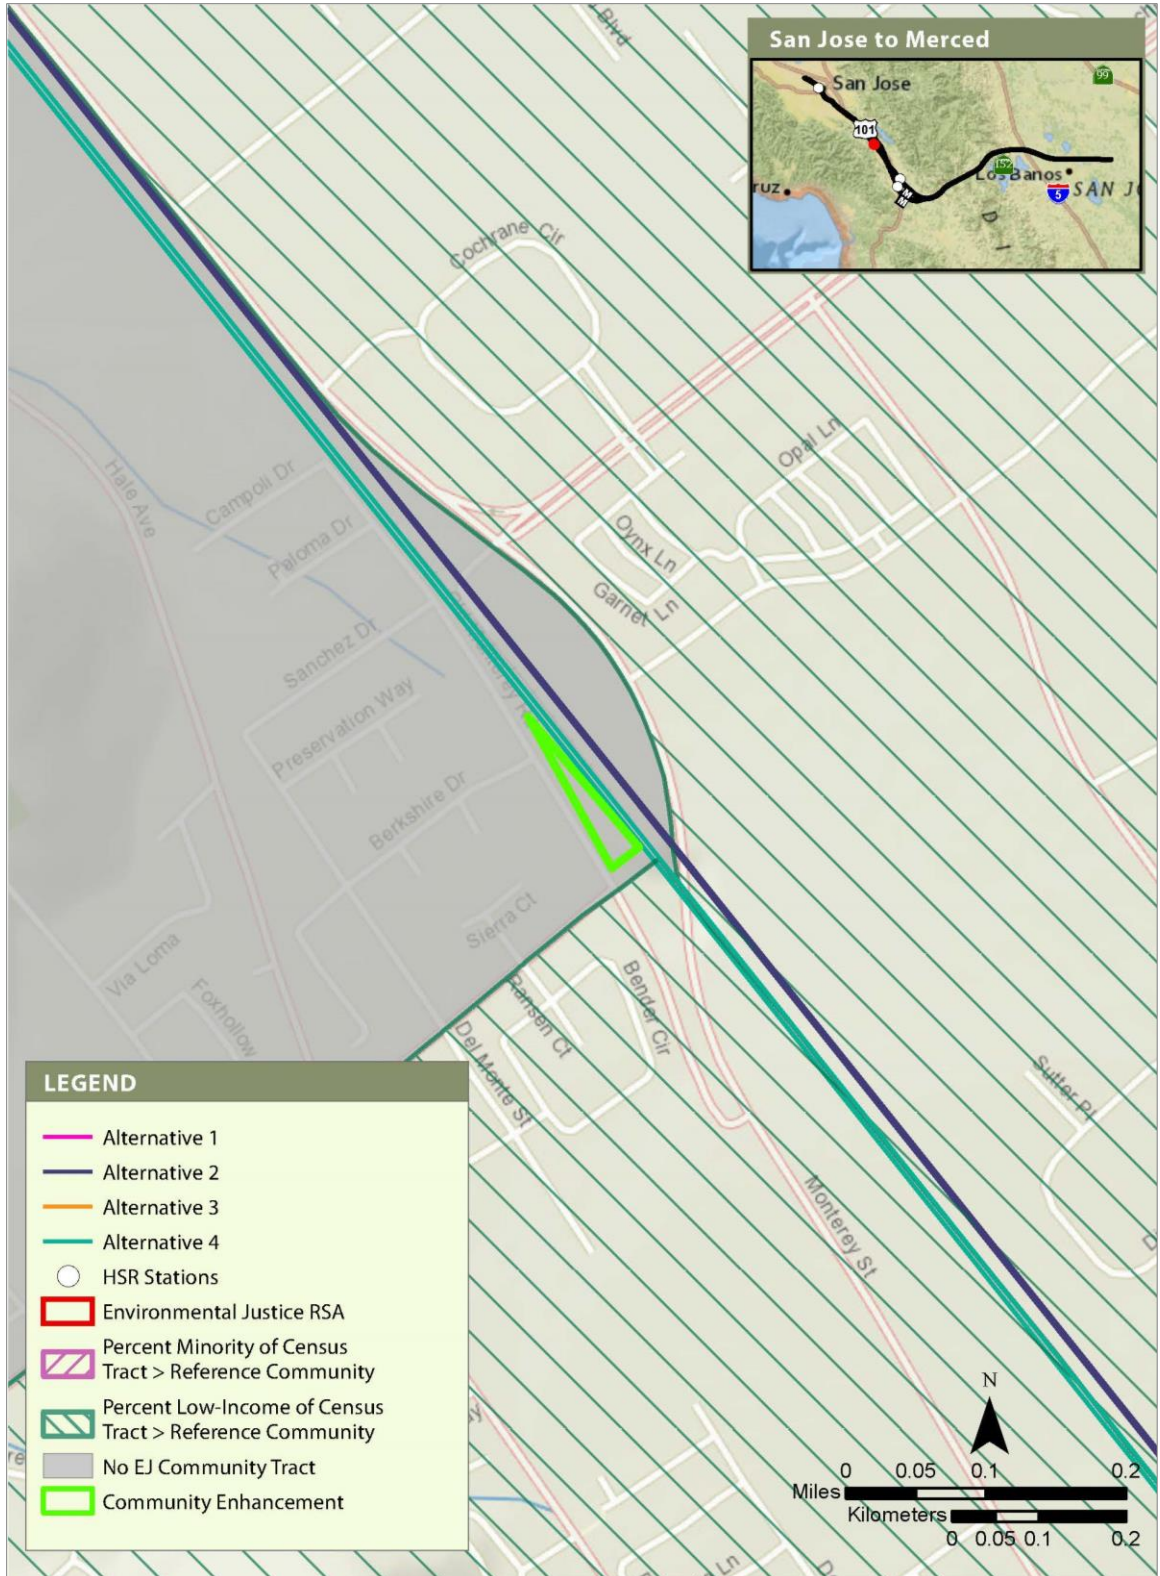 Blvd
San Jose to Merced
99
San Jose
101
152
Los Banos
ruz
5
SAN J
D I
Cochrane Cir
Opal Ln
Hale Ave
Campoli Dr
Oynx Ln
Paloma Dr
Garnet Ln
Sanchez Dr
Preservation Way
Berkshire Dr
Sierra Ct
Via Loma
Bender Cir
Foxhollow
Ransen Ct
Del Monte St
Sutter Pl
Monterey St
LEGEND
Alternative 1
Alternative 2
Alternative 3
Alternative 4
HSR Stations
Environmental Justice RSA
Percent Minority of Census
Tract > Reference Community
Percent Low-Income of Census
Tract > Reference Community
No EJ Community Tract
Community Enhancement
N
0 0.05 0.1 0.2
Miles
Kilometers
0 0.05 0.1 0.2
Ln